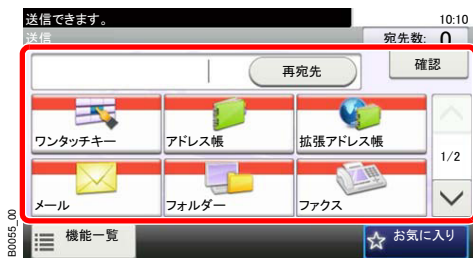 送信できます。 10:10
送信 宛先数: 0
再宛先 確認
ワンタッチキー アドレス帳 拡張アドレス帳
1/2
メール フォルダー ファクス
機能一覧 お気に入り
B0055_00